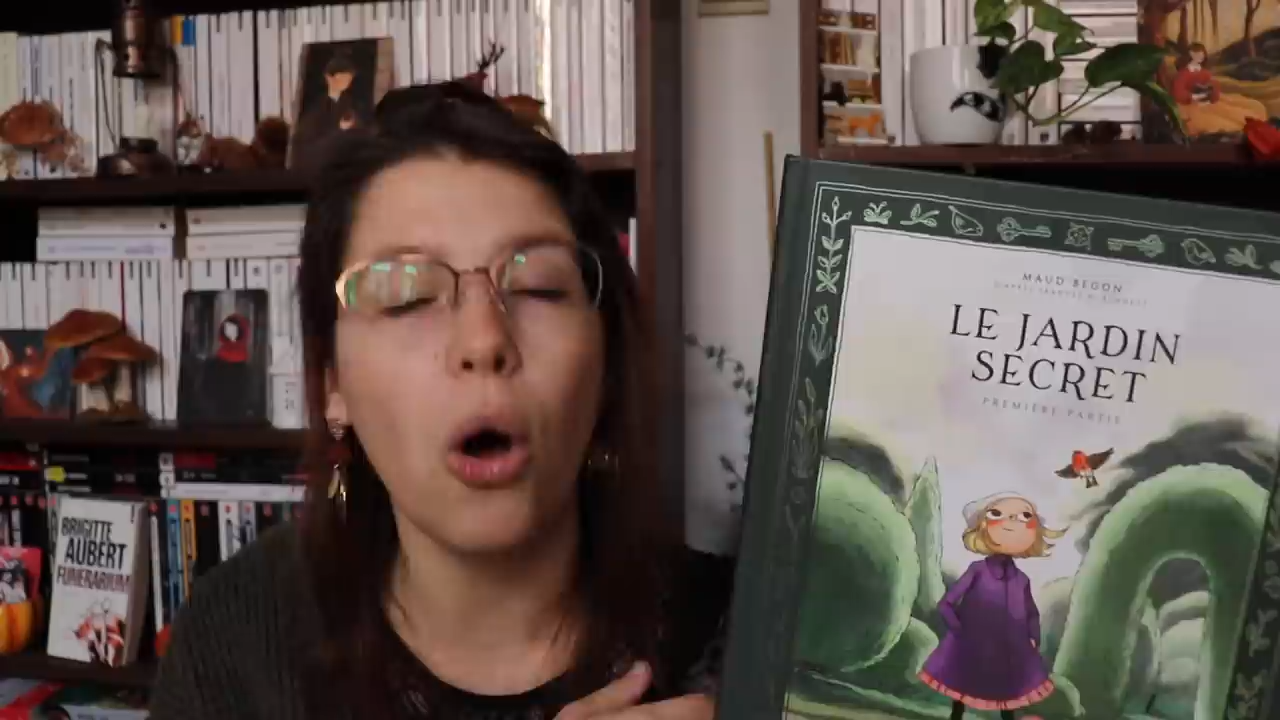 MAUD BEGON
LE JARDIN
SECRET
PREMIÈRE PARTIE
BRIGITTE
AUBERT
FUNERARIUM